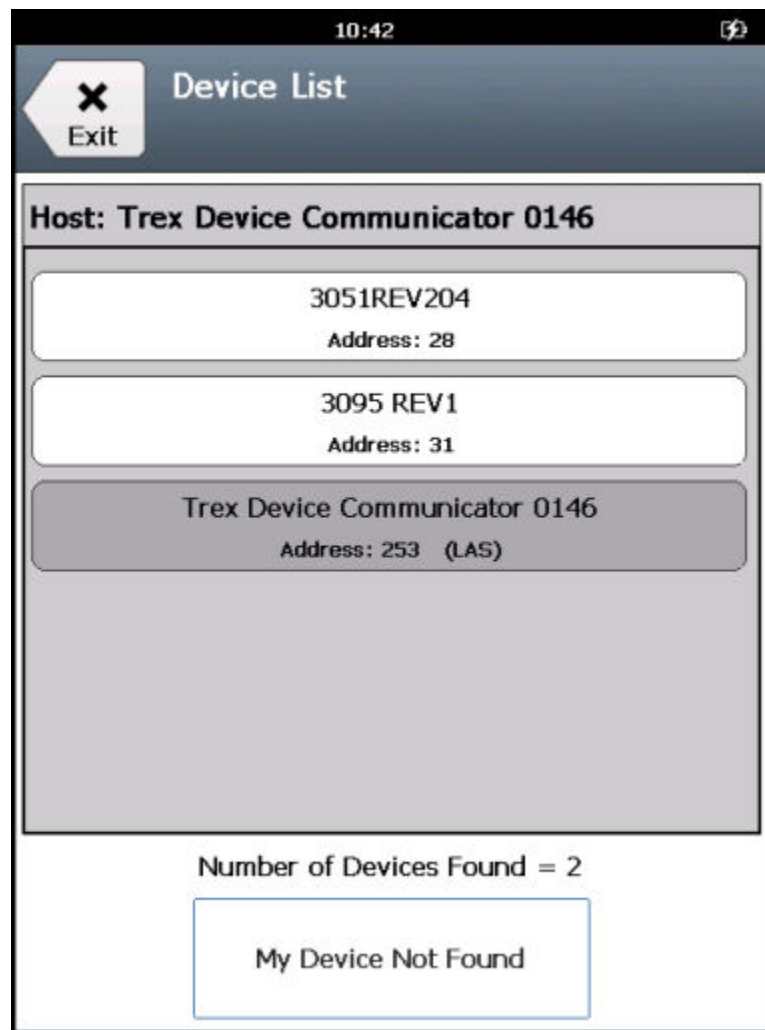 10:42
Device List
Exit
Host: Trex Device Communicator 0146
3051REV204
Address: 28
3095 REV1
Address: 31
Trex Device Communicator 0146
Address: 253 (LAS)
Number of Devices Found = 2
My Device Not Found